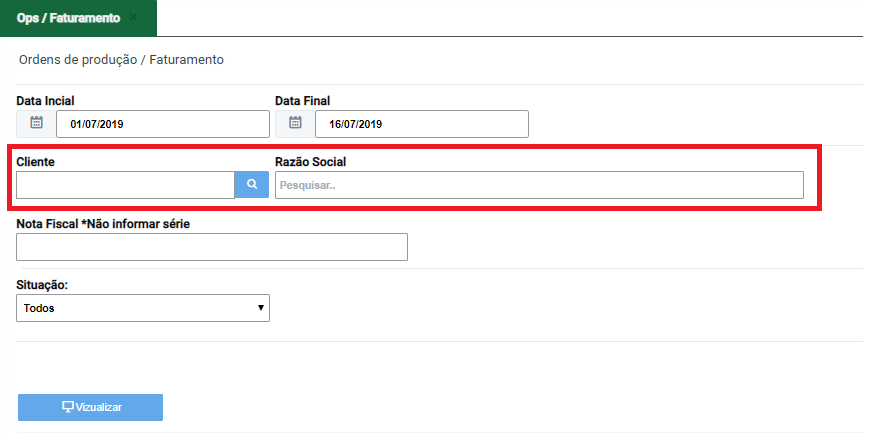 Ops / Faturamento ×
Ordens de produção / Faturamento
Data Incial Data Final
01/07/2019 16/07/2019
Cliente Razão Social
Pesquisar..
Nota Fiscal *Não informar série
Situação:
Todos
Vizualizar